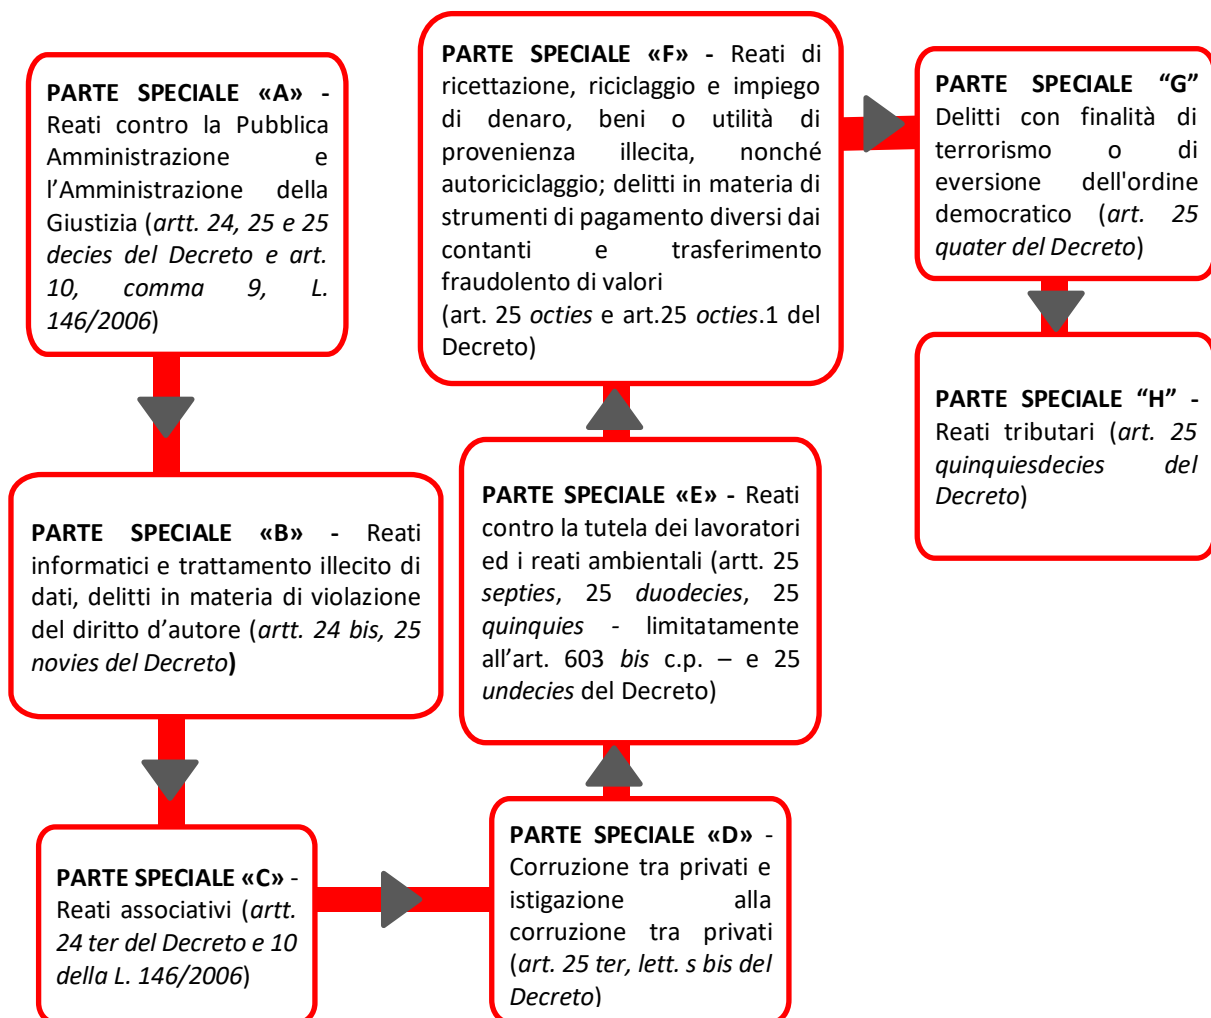 PARTE SPECIALE «A» -
Reati contro la Pubblica
Amministrazione e
l’Amministrazione della
Giustizia (artt. 24, 25 e 25
decies del Decreto e art.
10, comma 9, L.
146/2006)
PARTE SPECIALE «B» - Reati
informatici e trattamento illecito di
dati, delitti in materia di violazione
del diritto d’autore (artt. 24 bis, 25
novies del Decreto)
PARTE SPECIALE «C» -
Reati associativi (artt.
24 ter del Decreto e 10
della L. 146/2006)
PARTE SPECIALE «D» -
Corruzione tra privati e
istigazione alla
corruzione tra privati
(art. 25 ter, lett. s bis del
Decreto)
PARTE SPECIALE «E» - Reati
contro la tutela dei lavoratori
ed i reati ambientali (artt. 25
septies, 25 duodecies, 25
quinquies - limitatamente
all’art. 603 bis c.p. – e 25
undecies del Decreto)
PARTE SPECIALE «F» - Reati di
ricettazione, riciclaggio e impiego
di denaro, beni o utilità di
provenienza illecita, nonché
autoriciclaggio; delitti in materia di
strumenti di pagamento diversi dai
contanti e trasferimento
fraudolento di valori
(art. 25 octies e art.25 octies.1 del
Decreto)
PARTE SPECIALE “G”
Delitti con finalità di
terrorismo o di
eversione dell'ordine
democratico (art. 25
quater del Decreto)
PARTE SPECIALE “H” -
Reati tributari (art. 25
quinquiesdecies del
Decreto)